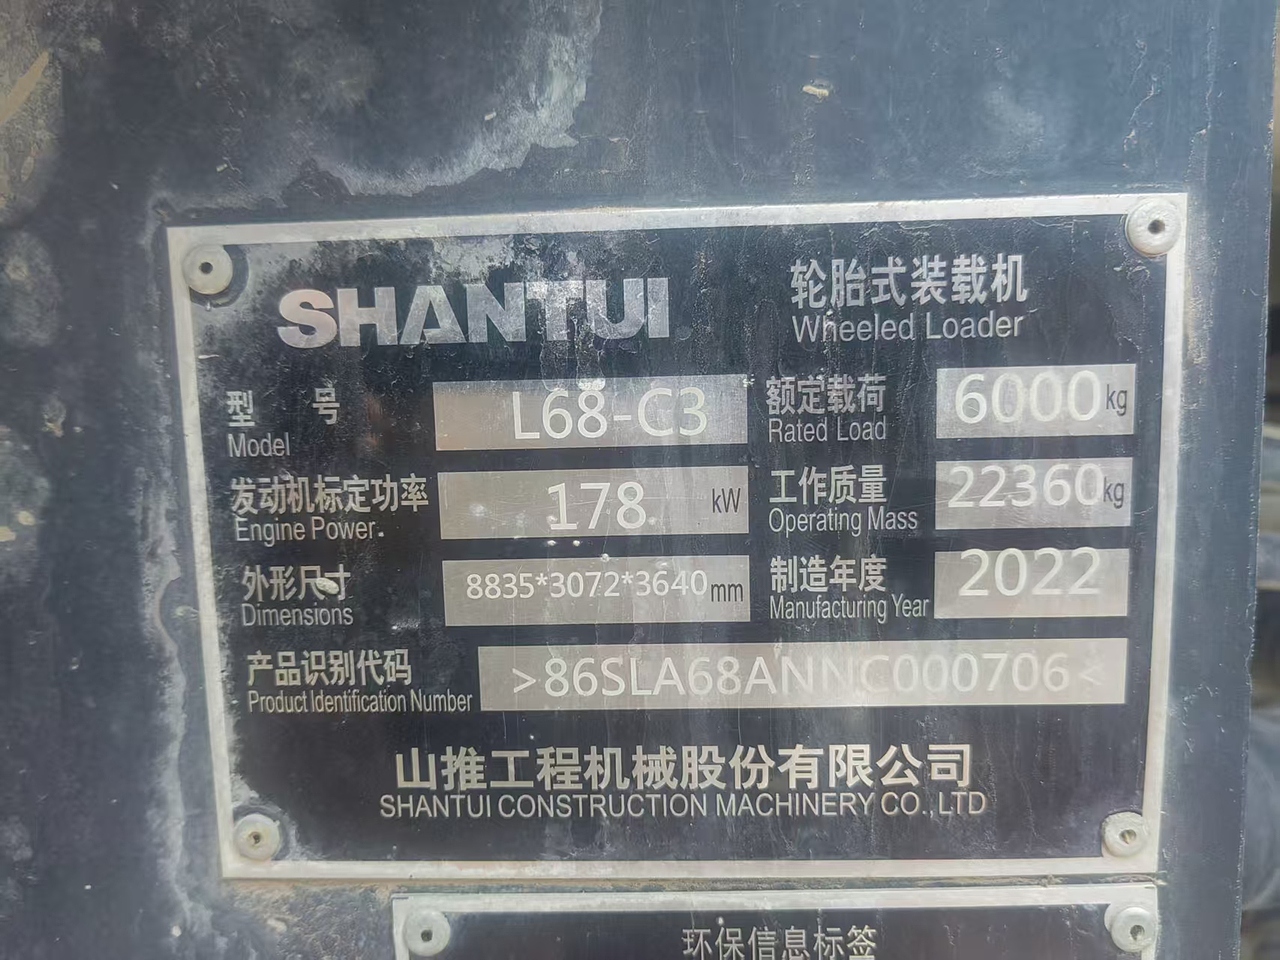 SHANTUI
轮胎式装载机
Wheeled Loader
型 号 L68-C3
Model
额定载荷 6000kg
Rated Load
发动机标定功率 178 kW
Engine Power
工作质量 22360kg
Operating Mass
外形尺寸 8835*3072*3640mm
Dimensions
制造年度 2022
Manufacturing Year
产品识别代码 >86SLA68ANNNC000706<
Product Identification Number
山推工程机械股份有限公司
SHANTUI CONSTRUCTION MACHINERY CO.,LTD
环保信息标签